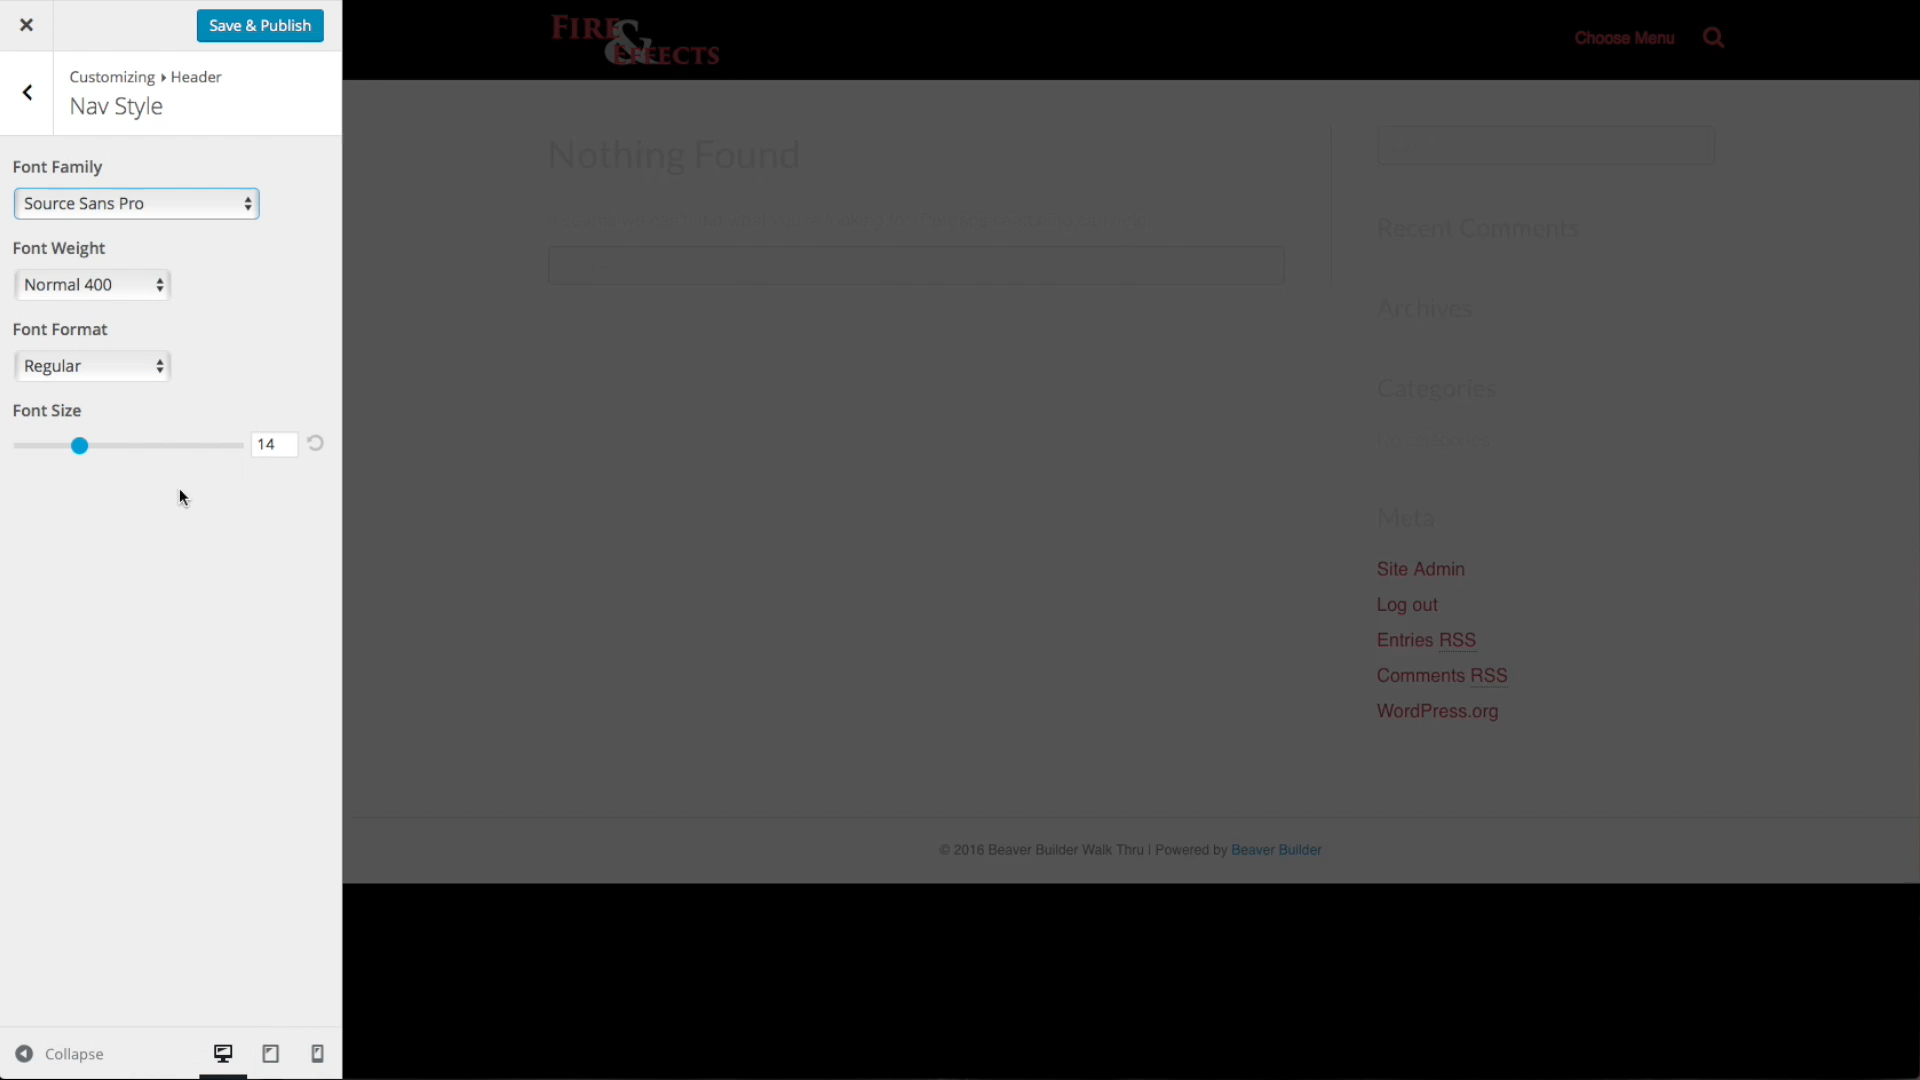 Save & Publish
Customizing ▸ Header
Nav Style
Font Family
Source Sans Pro
Font Weight
Normal 400
Font Format
Regular
Font Size
14
Collapse
FIRE
&
EFFECTS
Choose Menu
Nothing Found
Recent Comments
Archives
Categories
Meta
Site Admin
Log out
Entries RSS
Comments RSS
WordPress.org
© 2016 Beaver Builder Walk Thru | Powered by Beaver Builder